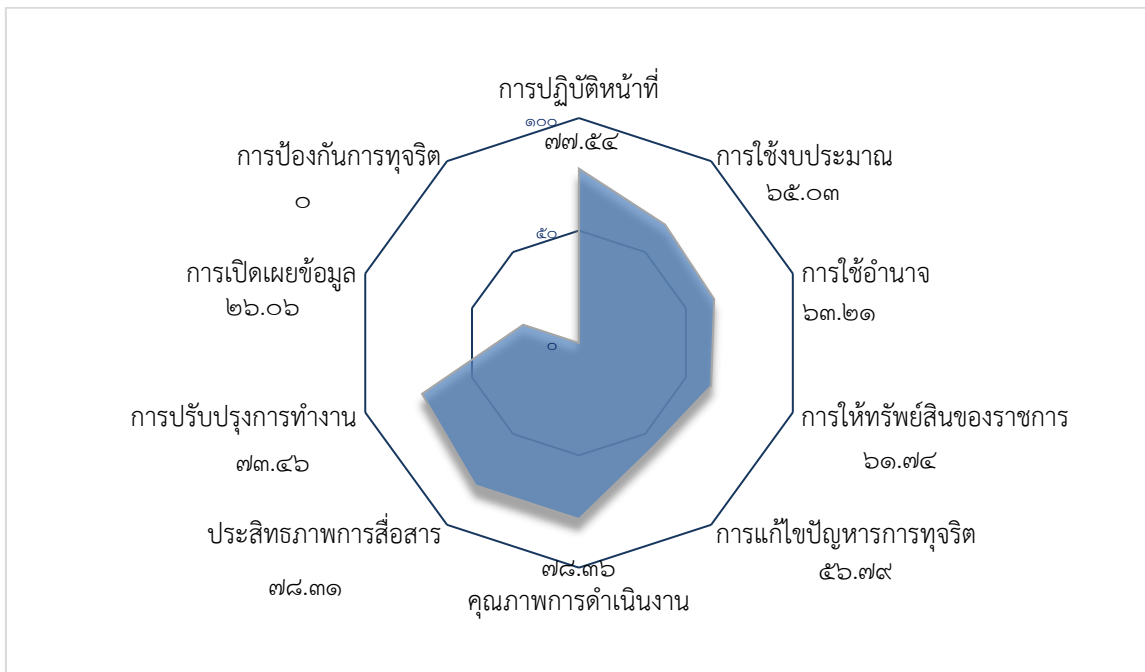 การปฏิบัติหน้าที่
๗๗.๕๔
การใช้งบประมาณ
๖๕.๐๓
การใช้อำนาจ
๖๓.๒๑
การให้ทรัพย์สินของราชการ
๖๑.๗๔
การแก้ไขปัญหารการทุจริต
๕๖.๗๙
๗๘.๓๖
คุณภาพการดำเนินงาน
ประสิทธภาพการสื่อสาร
๗๘.๓๑
การปรับปรุงการทำงาน
๗๓.๔๖
การเปิดเผยข้อมูล
๒๖.๐๖
การป้องกันการทุจริต
๐
๑๐๐
๕๐
๐